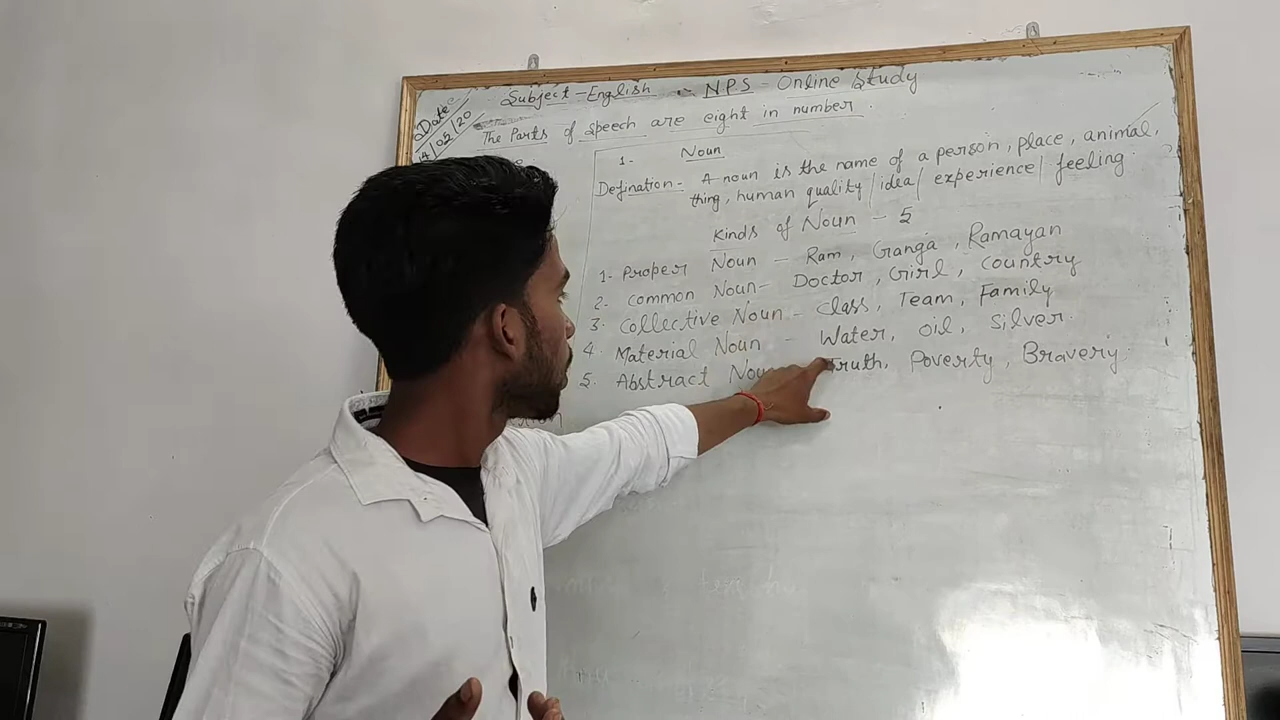 Subject - English - NPS - Online Study
Date
14/05/20
The Parts of speech are eight in number.
1. Noun
Defination - A noun is the name of a person, place, animal,
thing, human quality / idea / experience / feeling.
Kinds of Noun - 5
1. Proper Noun - Ram, Ganga, Ramayan
2. Common Noun - Doctor, Girl, Country
3. Collective Noun - Class, Team, Family
4. Material Noun - Water, oil, Silver.
5. Abstract Noun - Truth, Poverty, Bravery.